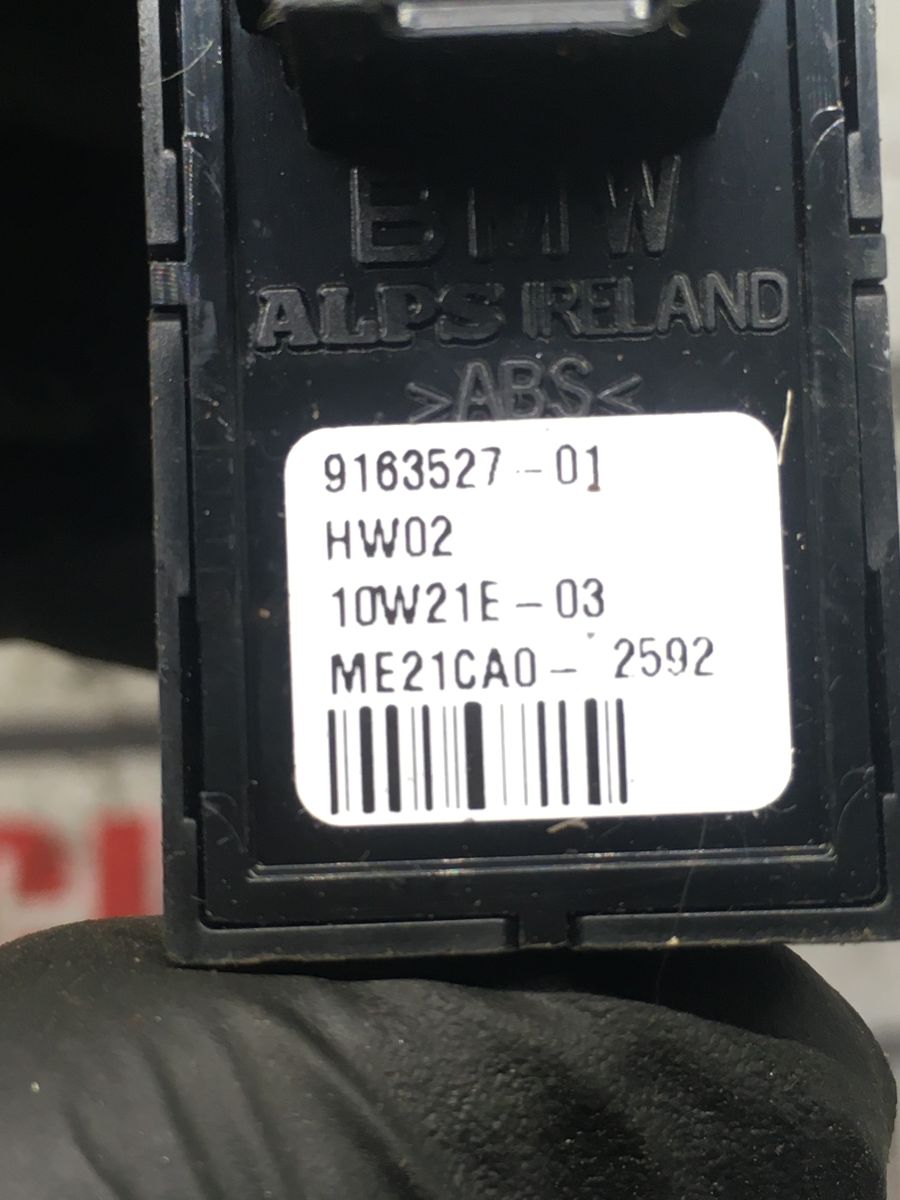 BMW
ALPS IRELAND
>ABS<
9163527-01
HW02
10W21E-03
ME21CA0- 2592